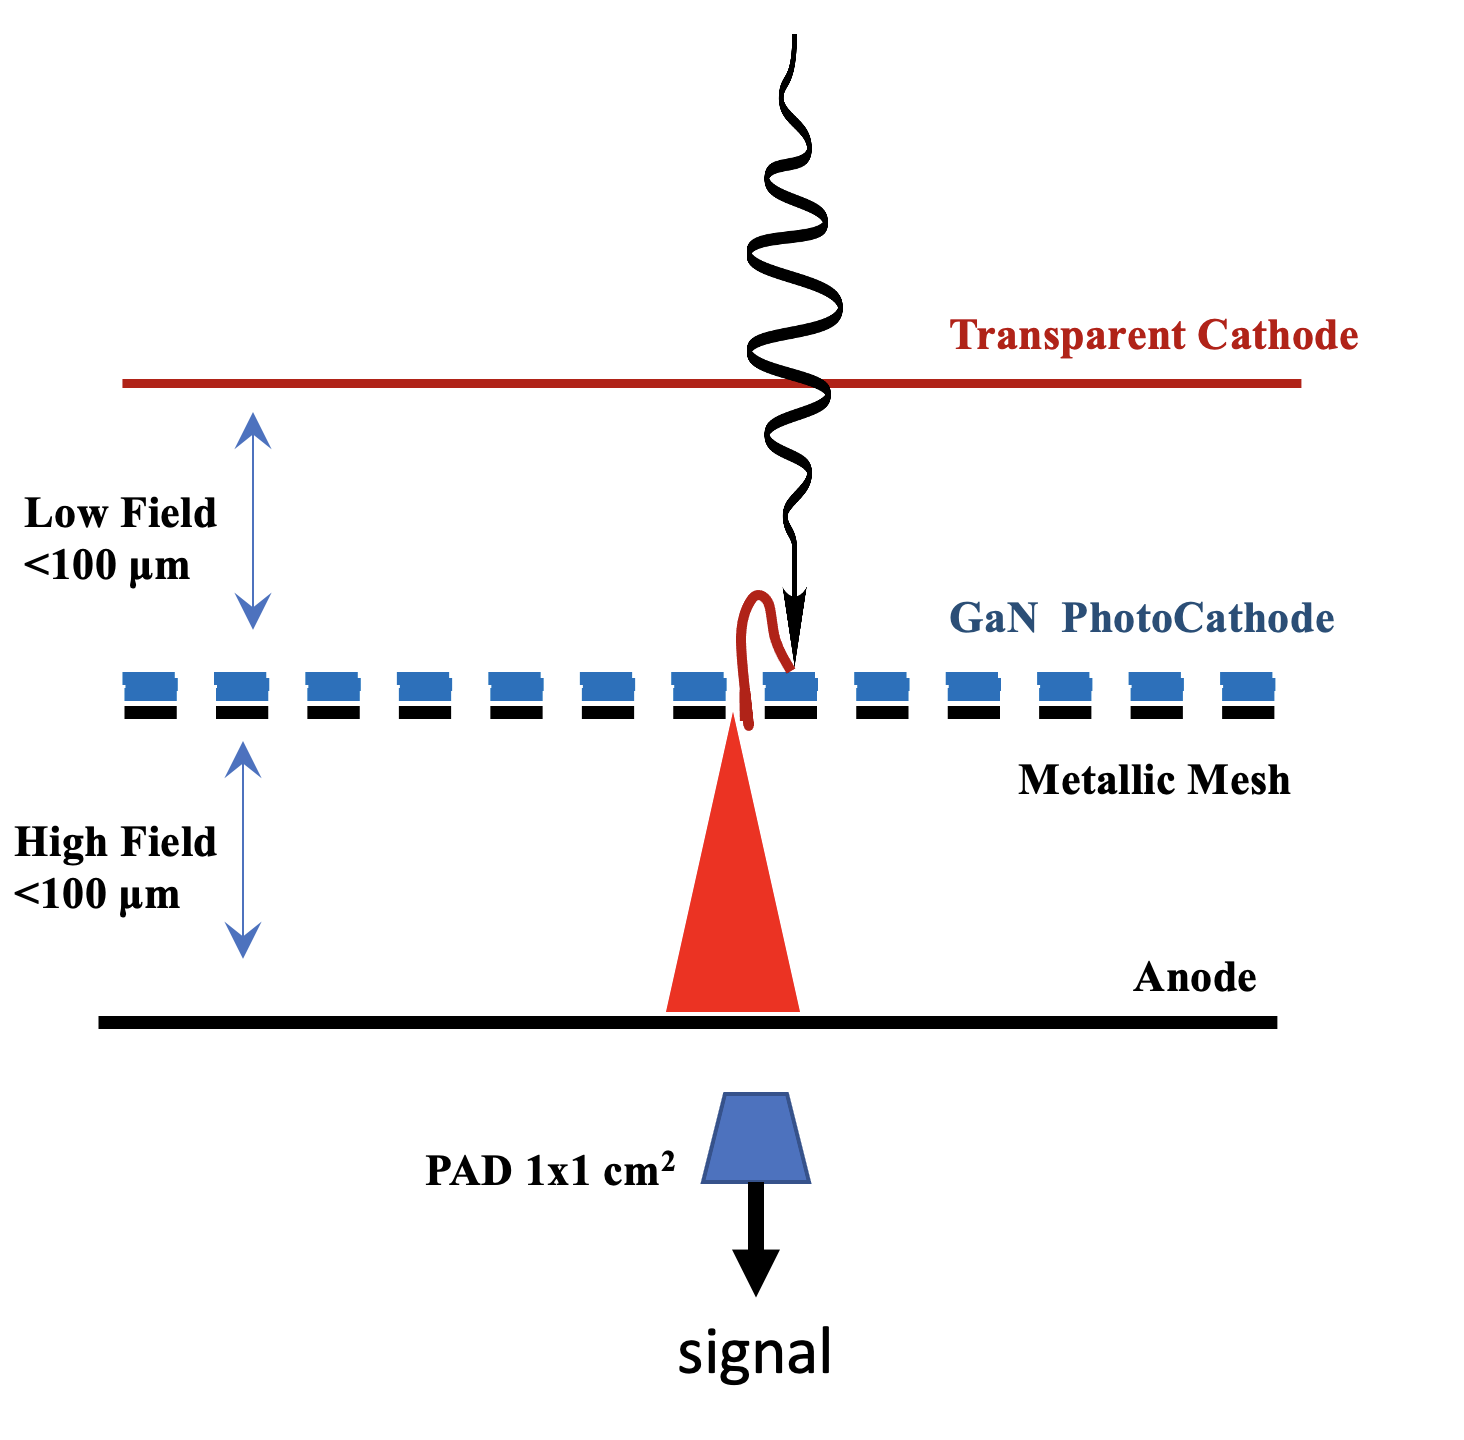 Transparent Cathode
Low Field
<100 µm
GaN  PhotoCathode
Metallic Mesh
High Field
<100 µm
Anode
PAD 1x1 cm²
signal